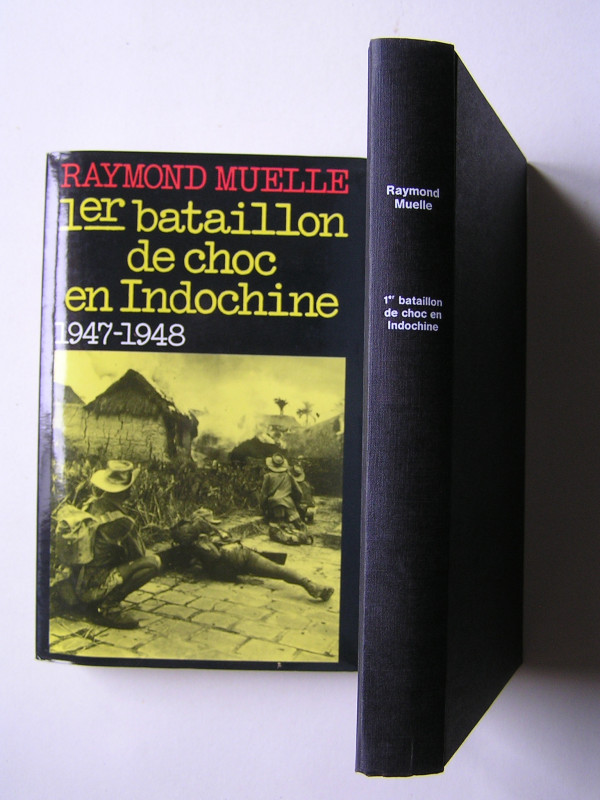 RAYMOND MUELLE
1er bataillon
de choc
en Indochine
1947-1948
Raymond
Muelle
1er bataillon
de choc en
Indochine